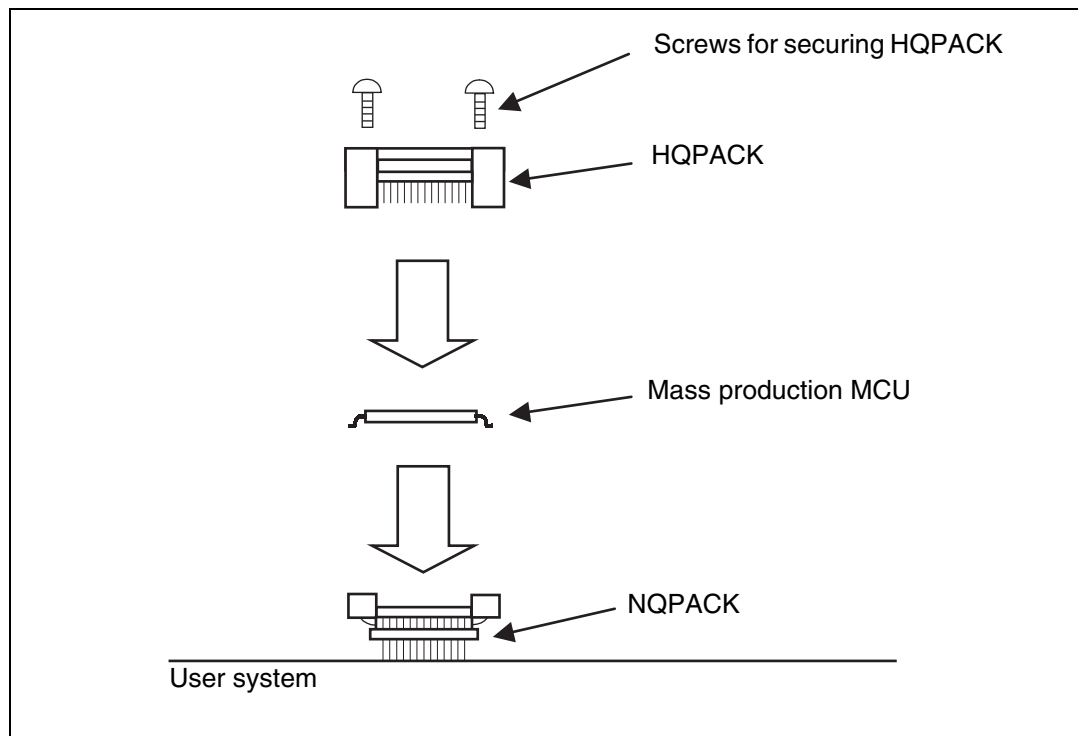 Screws for securing HQPACK
HQPACK
Mass production MCU
NQPACK
User system